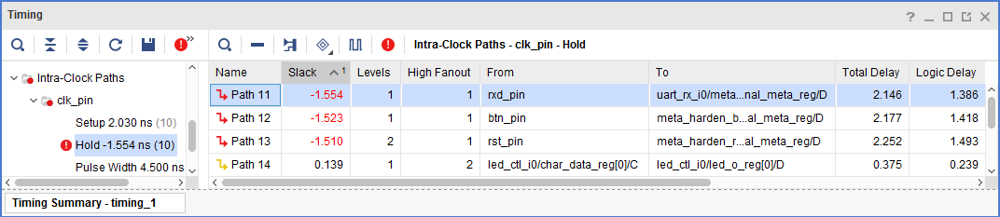 Timing
Intra-Clock Paths - clk_pin - Hold
Intra-Clock Paths
clk_pin
Setup 2.030 ns (10)
Hold -1.554 ns (10)
Pulse Width 4.500 ns
Name Slack 1 Levels High Fanout From To Total Delay Logic Delay
Path 11 -1.554 1 1 rxd_pin uart_rx_i0/meta...nal_meta_reg/D 2.146 1.386
Path 12 -1.523 1 1 btn_pin meta_harden_b...al_meta_reg/D 2.177 1.418
Path 13 -1.510 2 1 rst_pin meta_harden_r...al_meta_reg/D 2.252 1.493
Path 14 0.139 1 2 led_ctl_i0/char_data_reg[0]/C led_ctl_i0/led_o_reg[0]/D 0.375 0.239
Timing Summary - timing_1